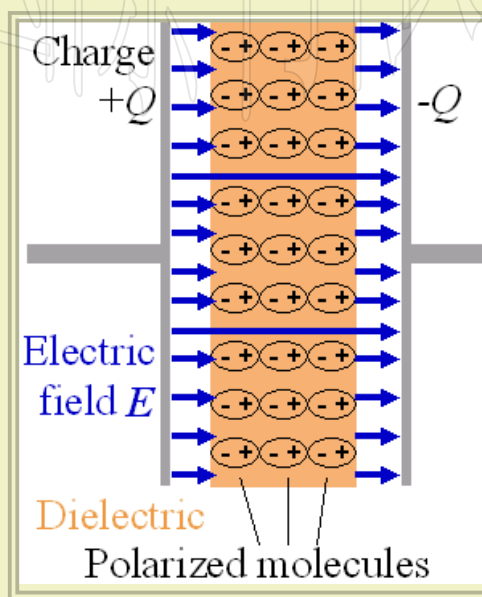 Charge
+Q
-Q
- + - + - +
- + - + - +
- + - + - +
- + - + - +
- + - + - +
- + - + - +
- + - + - +
- + - + - +
- + - + - +
Electric
field E
Dielectric
Polarized molecules